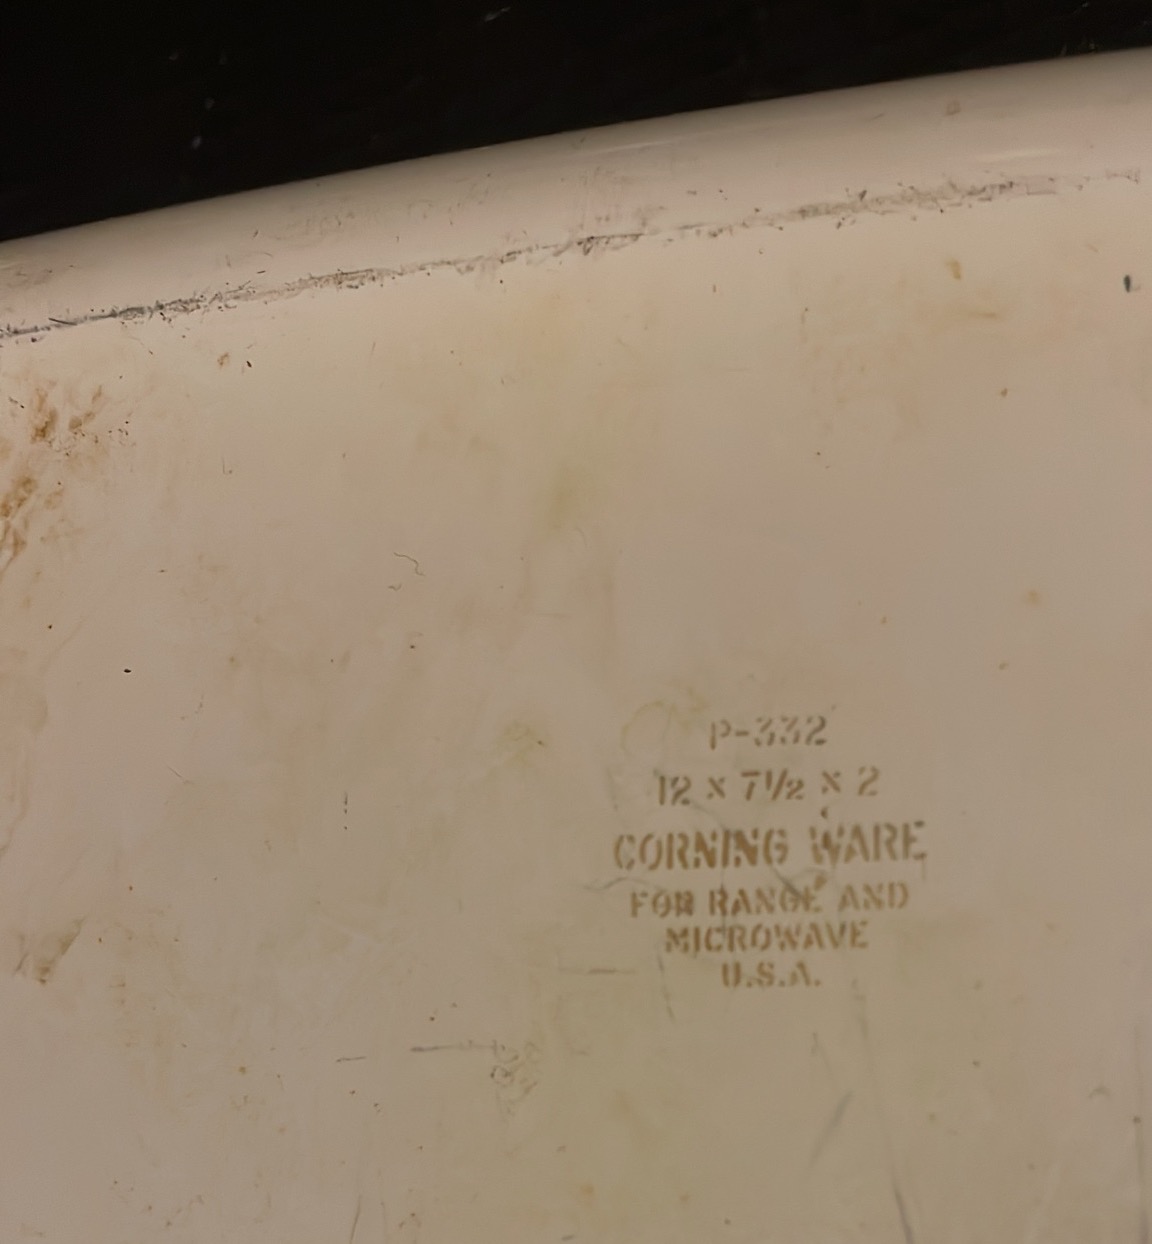 P-332
12 x 7½ x 2
CORNING WARE
FOR RANGE AND
MICROWAVE
U.S.A.